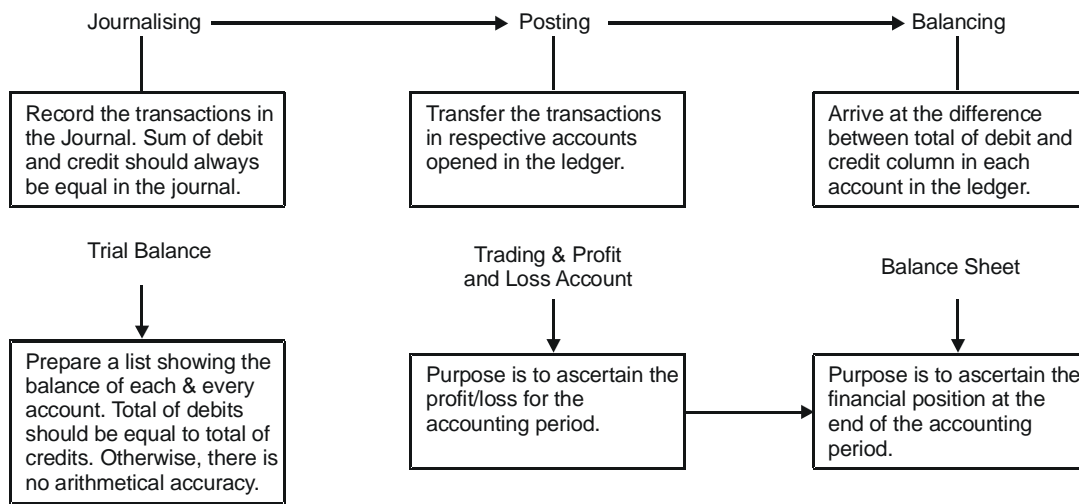 Journalising
Posting
Balancing
Record the transactions in
the Journal. Sum of debit
and credit should always
be equal in the journal.
Transfer the transactions
in respective accounts
opened in the ledger.
Arrive at the difference
between total of debit and
credit column in each
account in the ledger.
Trial Balance
Trading & Profit
and Loss Account
Balance Sheet
Prepare a list showing the
balance of each & every
account. Total of debits
should be equal to total of
credits. Otherwise, there is
no arithmetical accuracy.
Purpose is to ascertain the
profit/loss for the
accounting period.
Purpose is to ascertain the
financial position at the
end of the accounting
period.